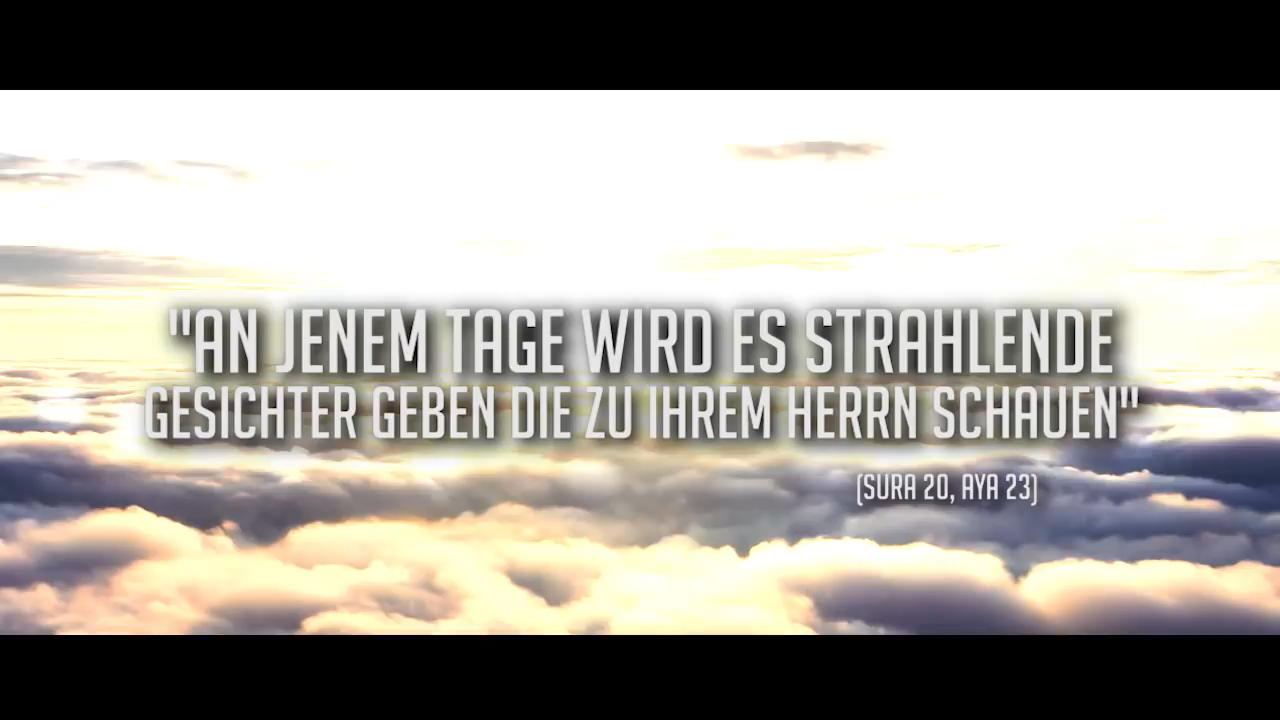 "AN JENEM TAGE WIRD ES STRAHLENDE
GESICHTER GEBEN DIE ZU IHREM HERRN SCHAUEN"
(SURA 20, AYA 23)